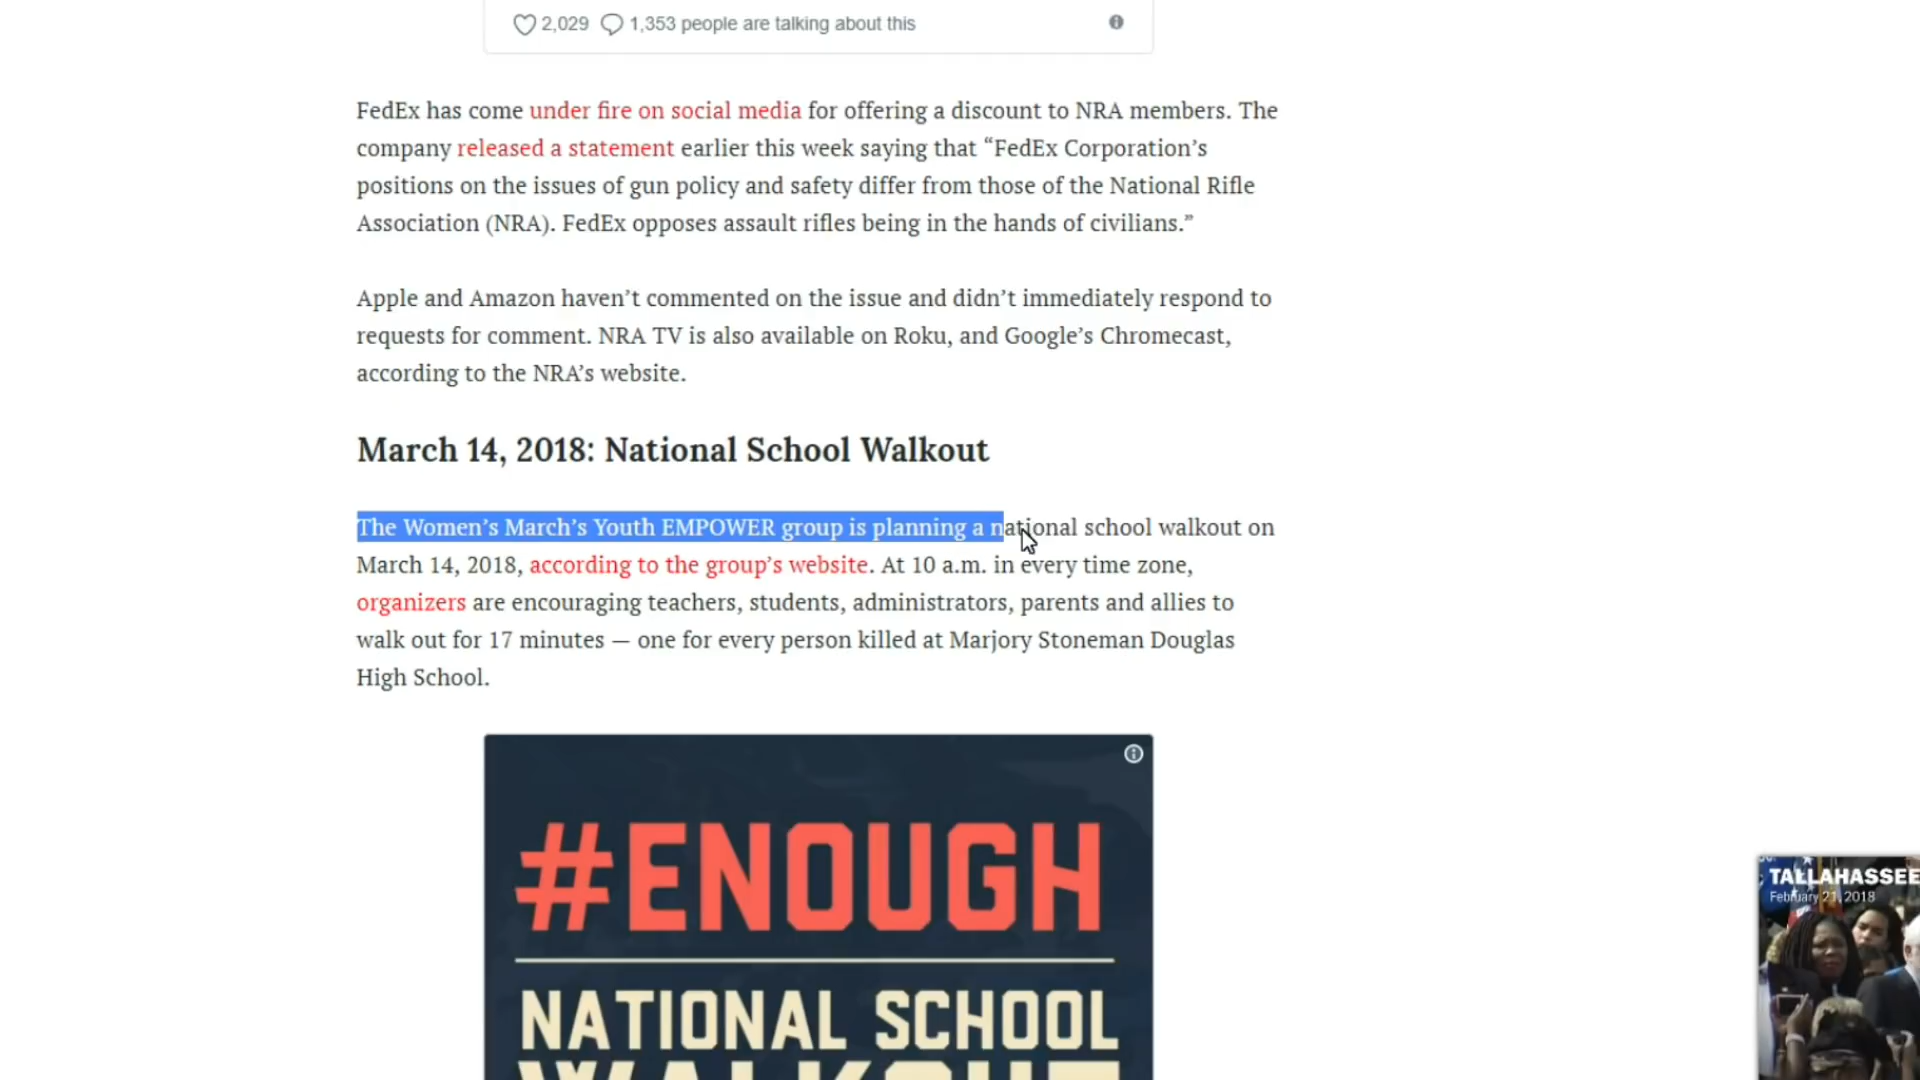 2,029 1,353 people are talking about this
FedEx has come under fire on social media for offering a discount to NRA members. The
company released a statement earlier this week saying that “FedEx Corporation’s
positions on the issues of gun policy and safety differ from those of the National Rifle
Association (NRA). FedEx opposes assault rifles being in the hands of civilians.”
Apple and Amazon haven’t commented on the issue and didn’t immediately respond to
requests for comment. NRA TV is also available on Roku, and Google’s Chromecast,
according to the NRA’s website.
March 14, 2018: National School Walkout
The Women’s March’s Youth EMPOWER group is planning a national school walkout on
March 14, 2018, according to the group’s website. At 10 a.m. in every time zone,
organizers are encouraging teachers, students, administrators, parents and allies to
walk out for 17 minutes — one for every person killed at Marjory Stoneman Douglas
High School.
#ENOUGH
NATIONAL SCHOOL
WALKOUT
TALLAHASSEE
February 21, 2018